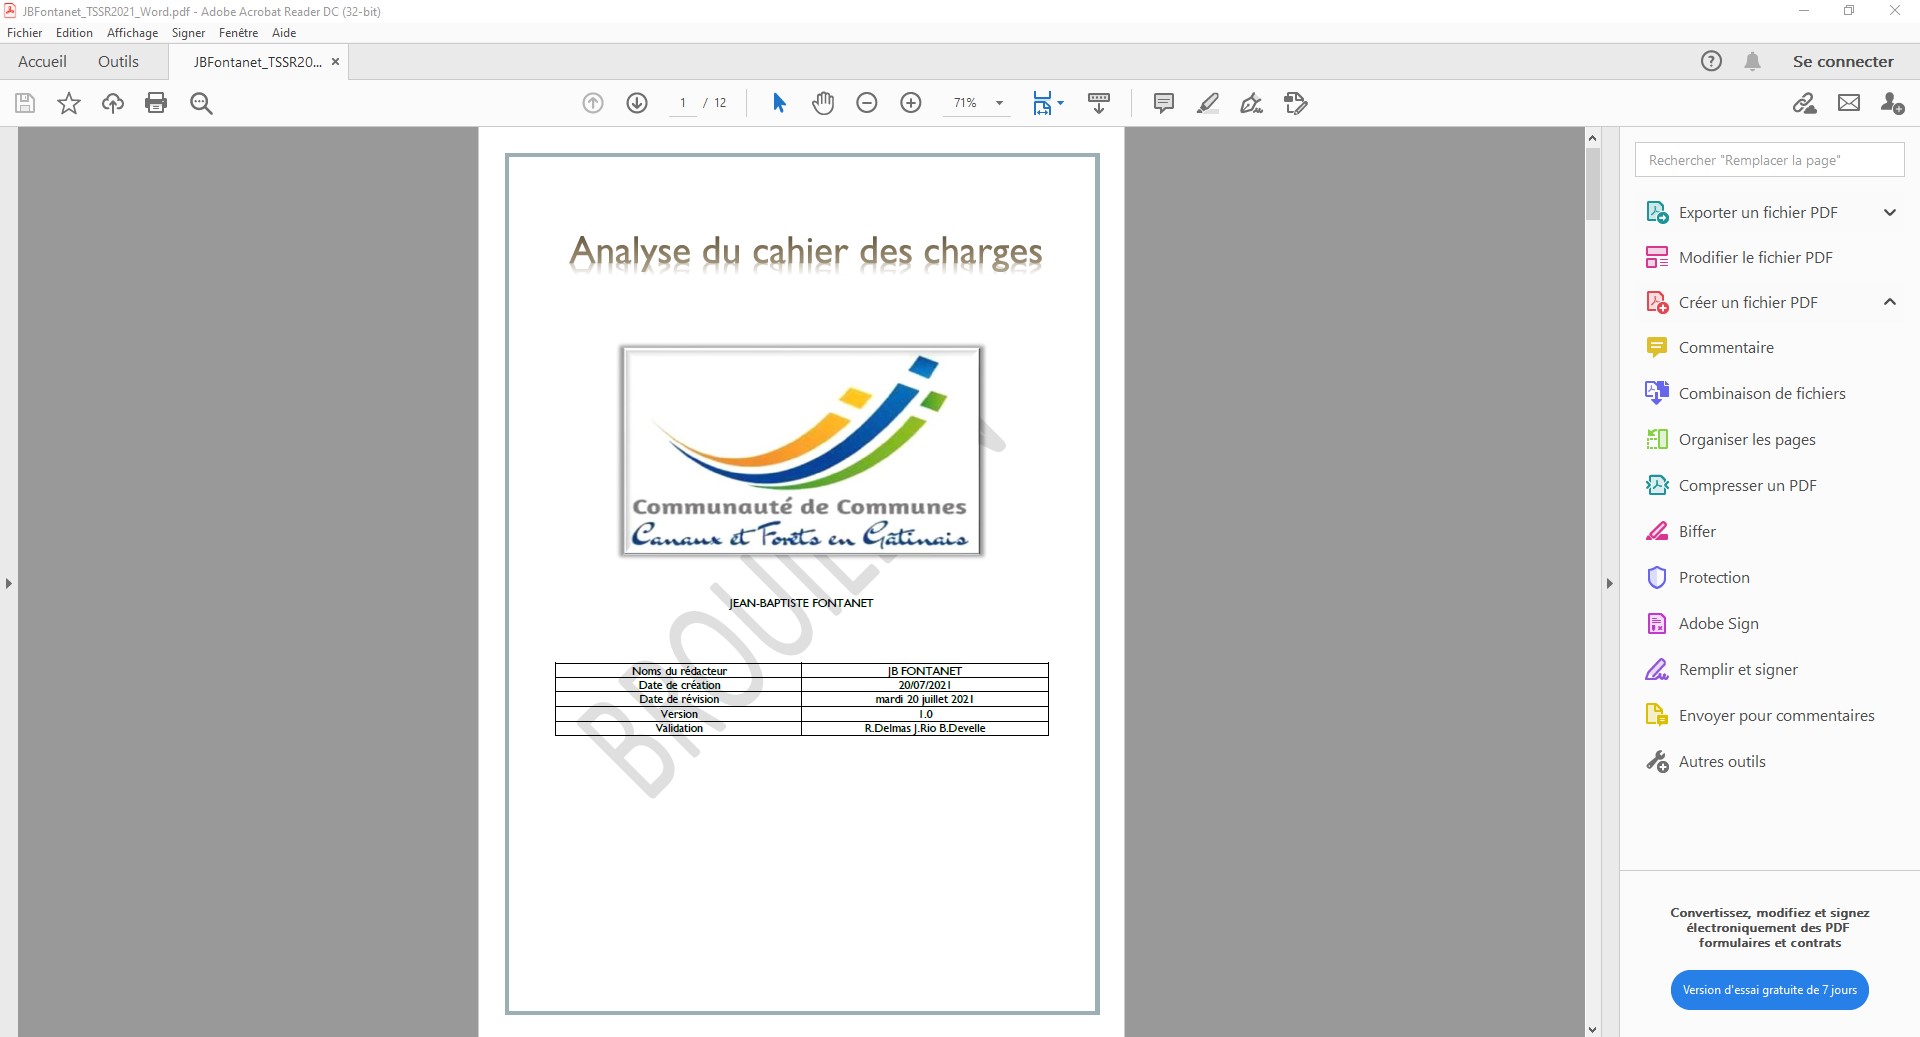 JBFontanet_TSSR2021_Word.pdf - Adobe Acrobat Reader DC (32-bit)
Fichier Edition Affichage Signer Fenêtre Aide
Accueil Outils JBFontanet_TSSR20... × Se connecter
1 / 12 71%
Analyse du cahier des charges
Communauté de Communes
Canaux et Forêts en Gâtinais
BROUILLON
JEAN-BAPTISTE FONTANET
Noms du rédacteur JB FONTANET
Date de création 20/07/2021
Date de révision mardi 20 juillet 2021
Version 1.0
Validation R.Delmas J.Rio B.Develle
Rechercher "Remplacer la page"
Exporter un fichier PDF
Modifier le fichier PDF
Créer un fichier PDF
Commentaire
Combinaison de fichiers
Organiser les pages
Compresser un PDF
Biffer
Protection
Adobe Sign
Remplir et signer
Envoyer pour commentaires
Autres outils
Convertissez, modifiez et signez
électroniquement des PDF
formulaires et contrats
Version d'essai gratuite de 7 jours